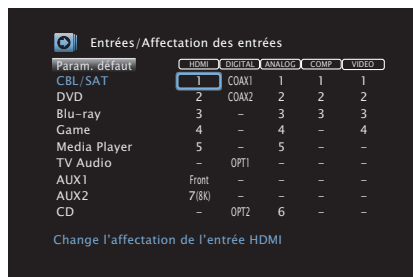 Entrées/Affectation des entrées
Param. défaut HDMI DIGITAL ANALOG COMP VIDEO
CBL/SAT 1 COAX1 1 1 1
DVD 2 COAX2 2 2 2
Blu-ray 3 – 3 3 3
Game 4 – 4 – 4
Media Player 5 – 5 – –
TV Audio – OPT1 – – –
AUX1 Front – – – –
AUX2 7(8K) – – – –
CD – OPT2 6 – –
Change l'affectation de l'entrée HDMI